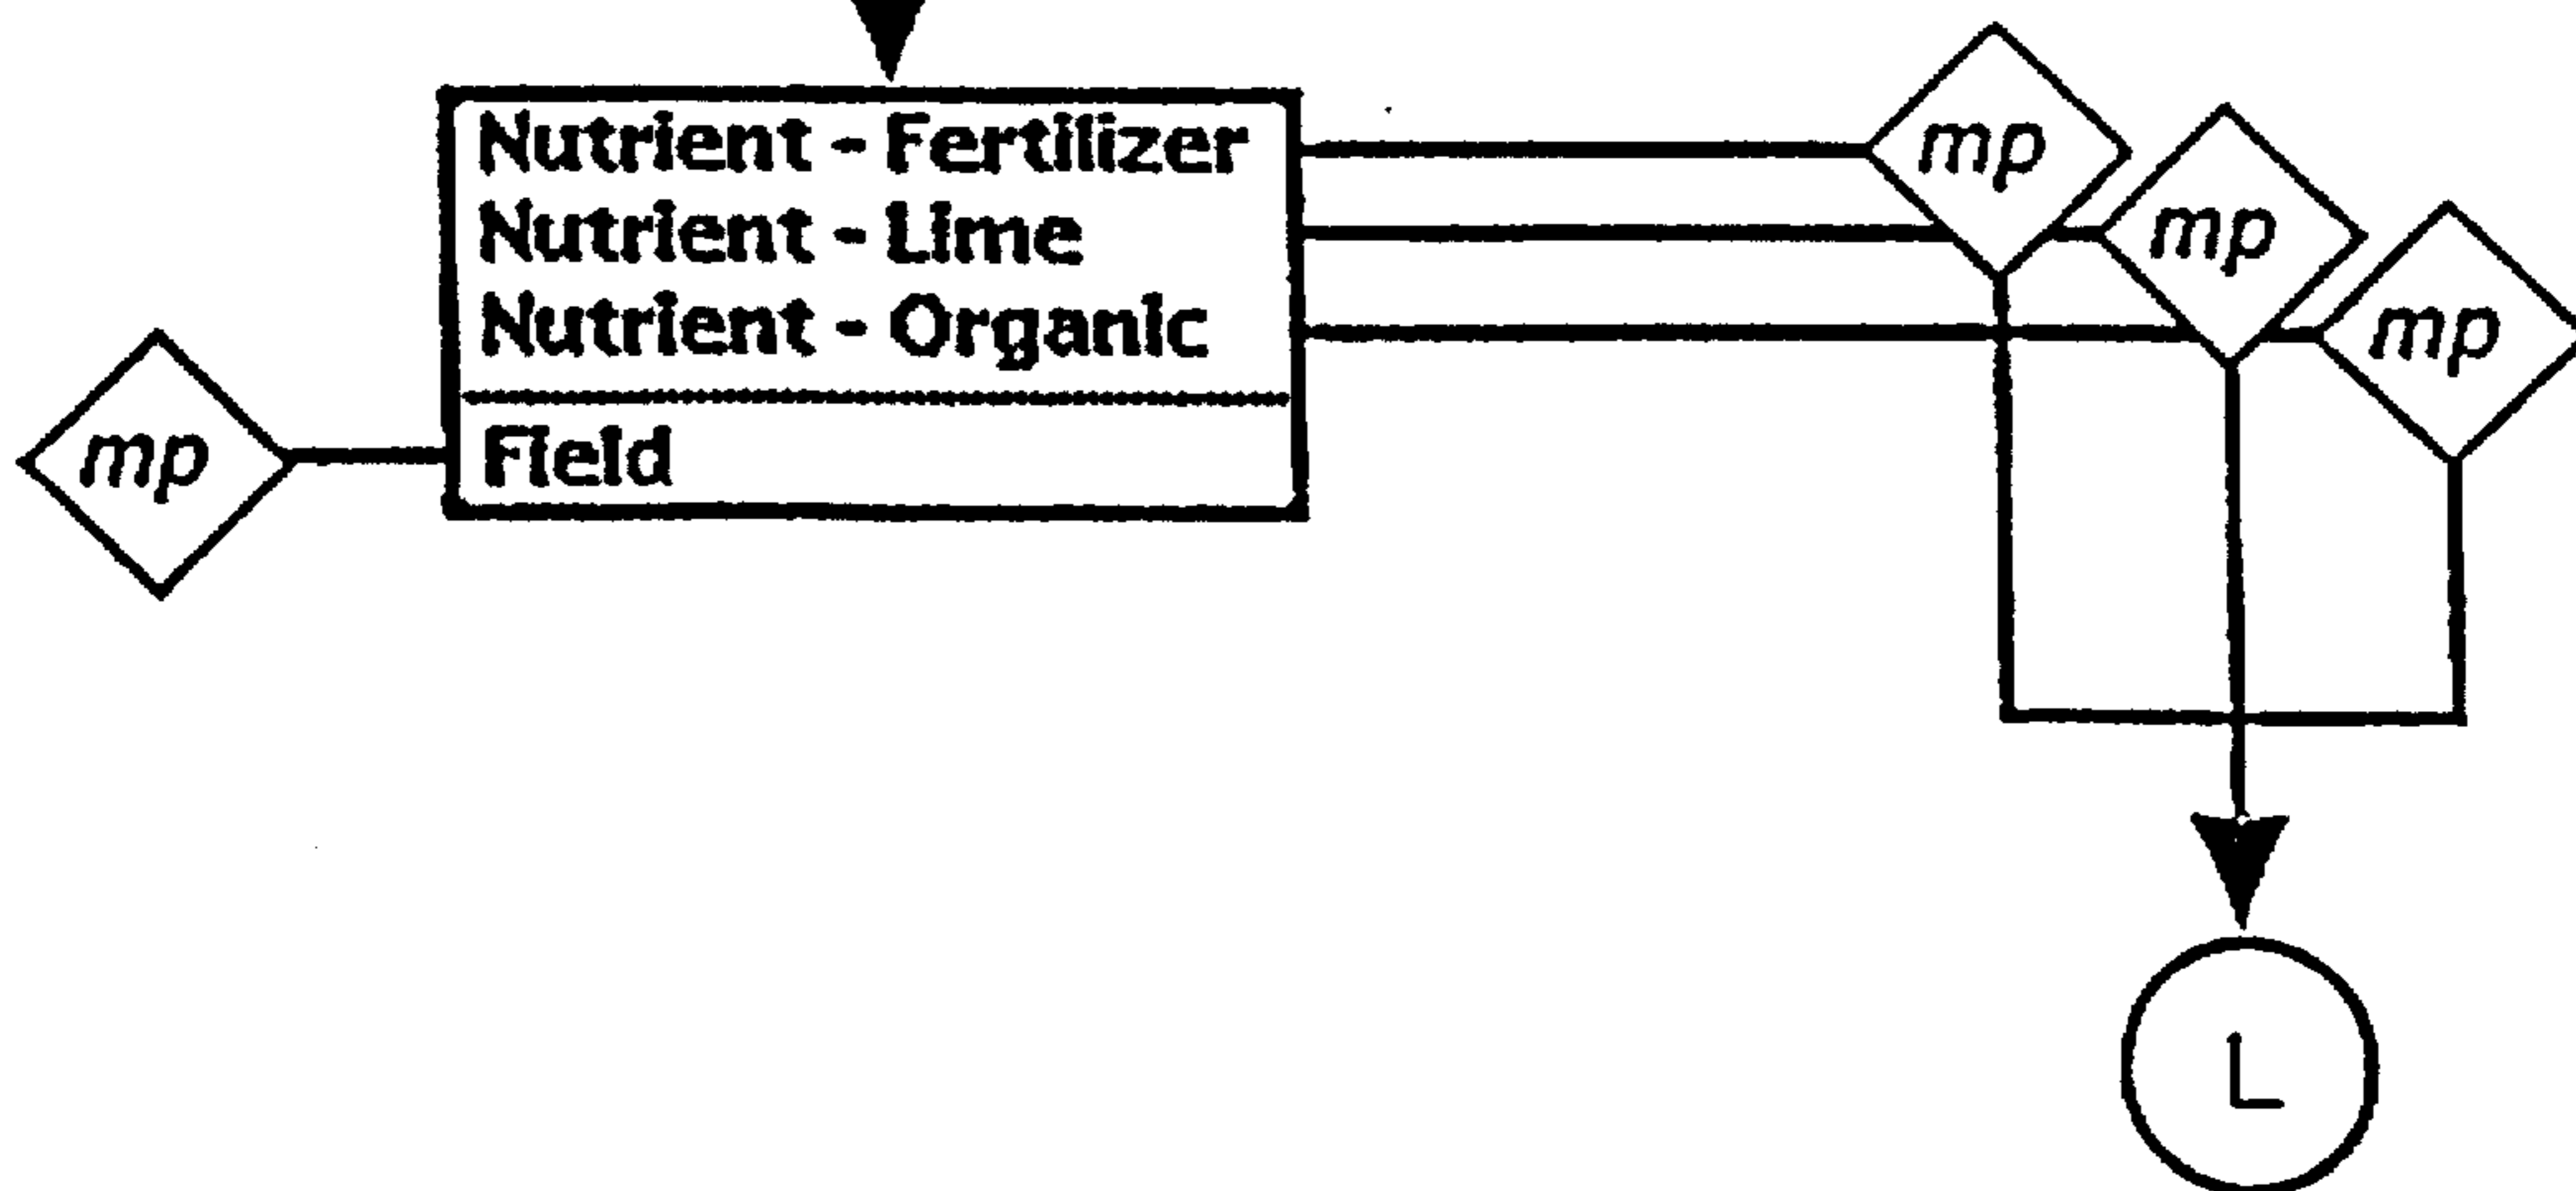 Nutrient - Fertilizer
mp
Nutrient - Lime
mp
Nutrient - Organic
mp
mp
Field
L